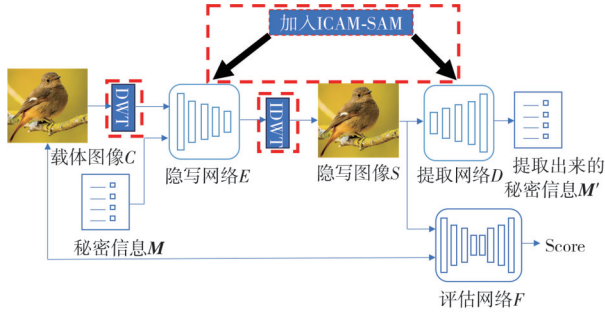 加入ICAM-SAM
DWT
IDWT
载体图像C
隐写网络E
隐写图像S
提取网络D
提取出来的
秘密信息M'
秘密信息M
Score
评估网络F